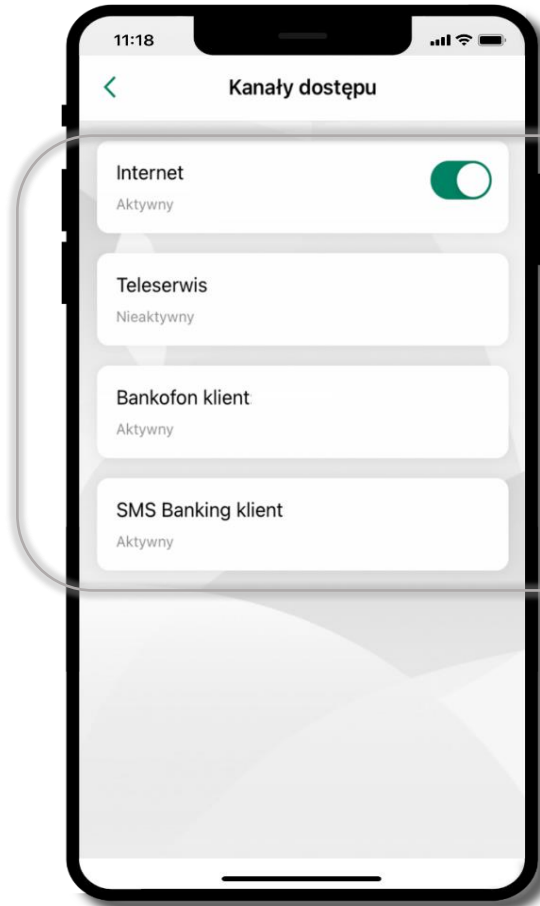 11:18
Kanały dostępu
Internet
Aktywny
Teleserwis
Nieaktywny
Bankofon klient
Aktywny
SMS Banking klient
Aktywny